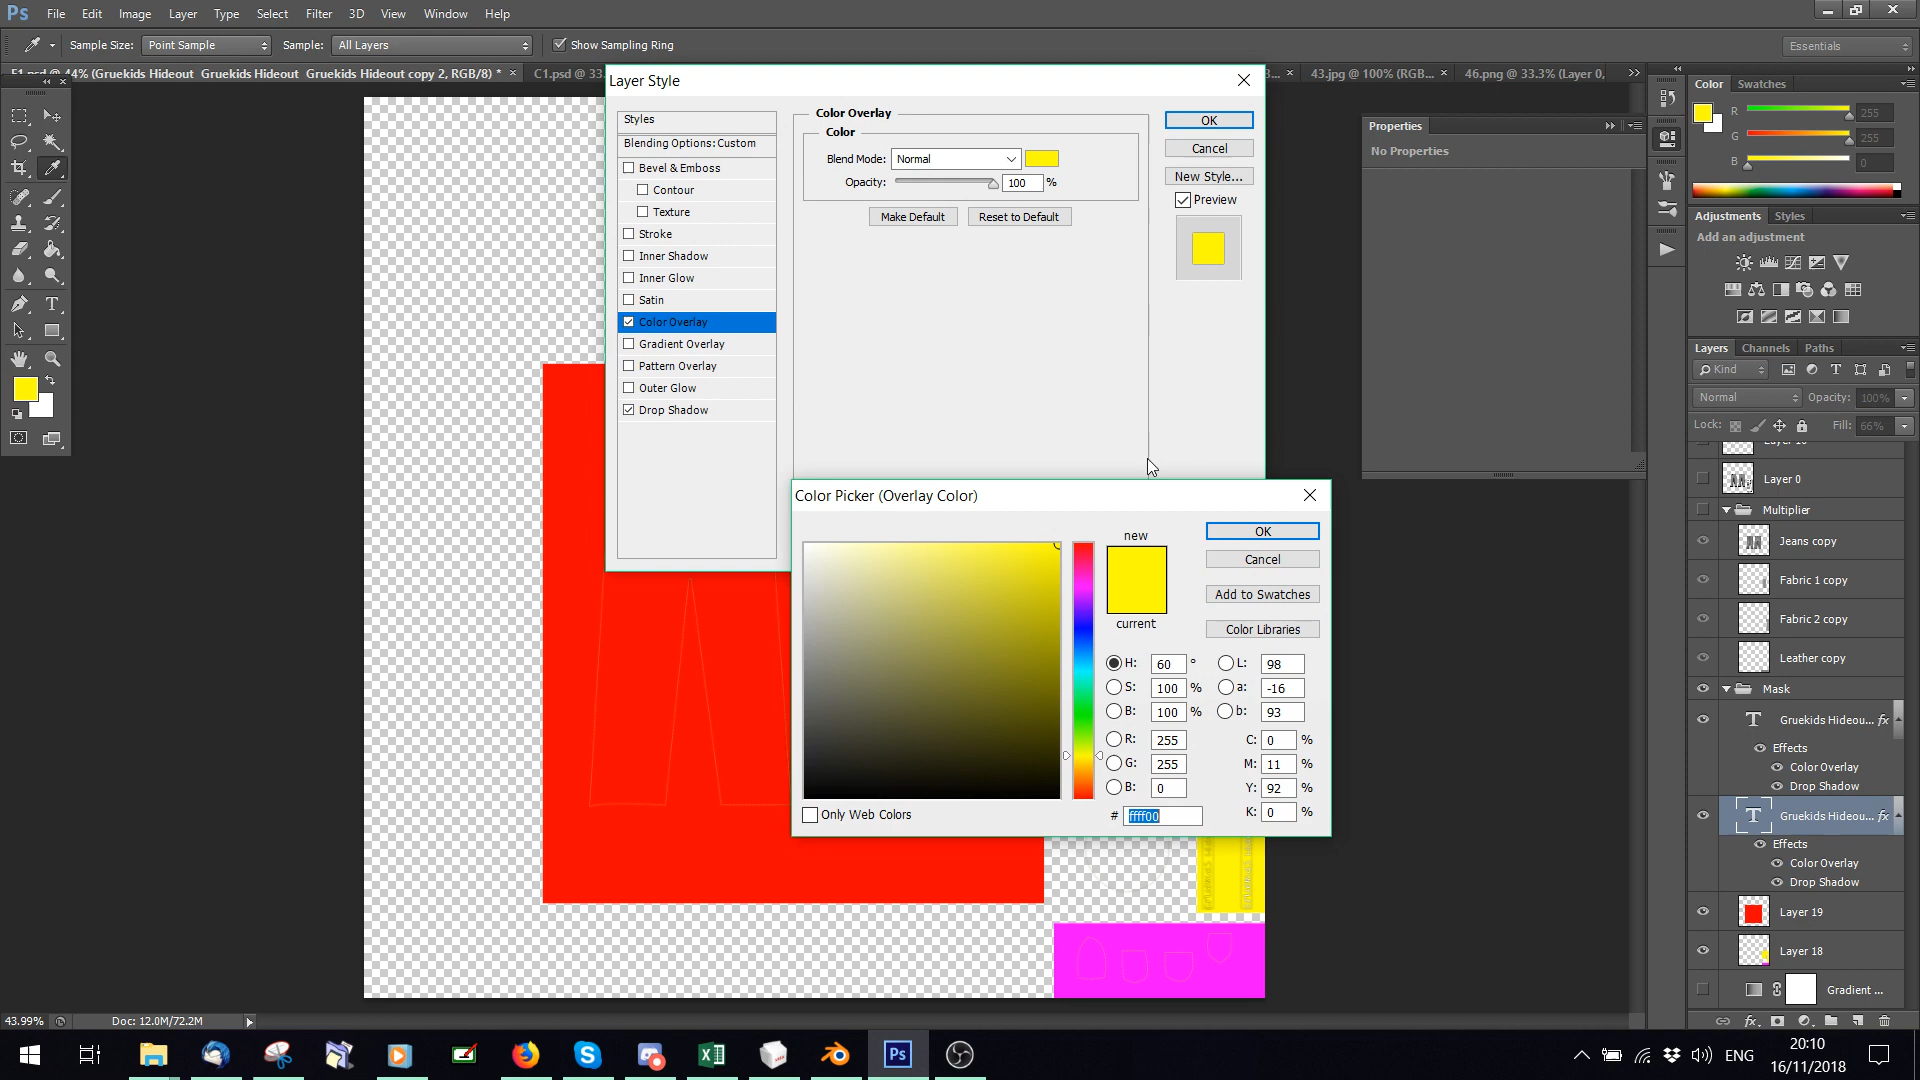 Ps File Edit Image Layer Type Select Filter 3D View Window Help
Sample Size: Point Sample Sample: All Layers Show Sampling Ring Essentials
F1.psd @ 44% (Gruekids Hideout Gruekids Hideout Gruekids Hideout copy 2, RGB/8) * × C1.psd @ 33. 43.jpg @ 100% (RGB... × 46.png @ 33.3% (Layer 0,
Layer Style
Styles
Blending Options: Custom
Bevel & Emboss
Contour
Texture
Stroke
Inner Shadow
Inner Glow
Satin
Color Overlay
Gradient Overlay
Pattern Overlay
Outer Glow
Drop Shadow
Color Overlay
Color
Blend Mode: Normal
Opacity: 100 %
Make Default Reset to Default
OK
Cancel
New Style...
Preview
Color Picker (Overlay Color)
new
current
OK
Cancel
Add to Swatches
Color Libraries
H: 60 ° L: 98
S: 100 % a: -16
B: 100 % b: 93
R: 255 C: 0 %
G: 255 M: 11 %
B: 0 Y: 92 %
# ffff00 K: 0 %
Only Web Colors
Properties
No Properties
Color Swatches
R 255
G 255
B 0
Adjustments Styles
Add an adjustment
Layers Channels Paths
Kind
Normal Opacity: 100%
Lock: Fill: 66%
Layer 0
Multiplier
Jeans copy
Fabric 1 copy
Fabric 2 copy
Leather copy
Mask
T Gruekids Hideou... fx
Effects
Color Overlay
Drop Shadow
T Gruekids Hideou... fx
Effects
Color Overlay
Drop Shadow
Layer 19
Layer 18
Gradient ...
43.99% Doc: 12.0M/72.2M
ENG
20:10
16/11/2018